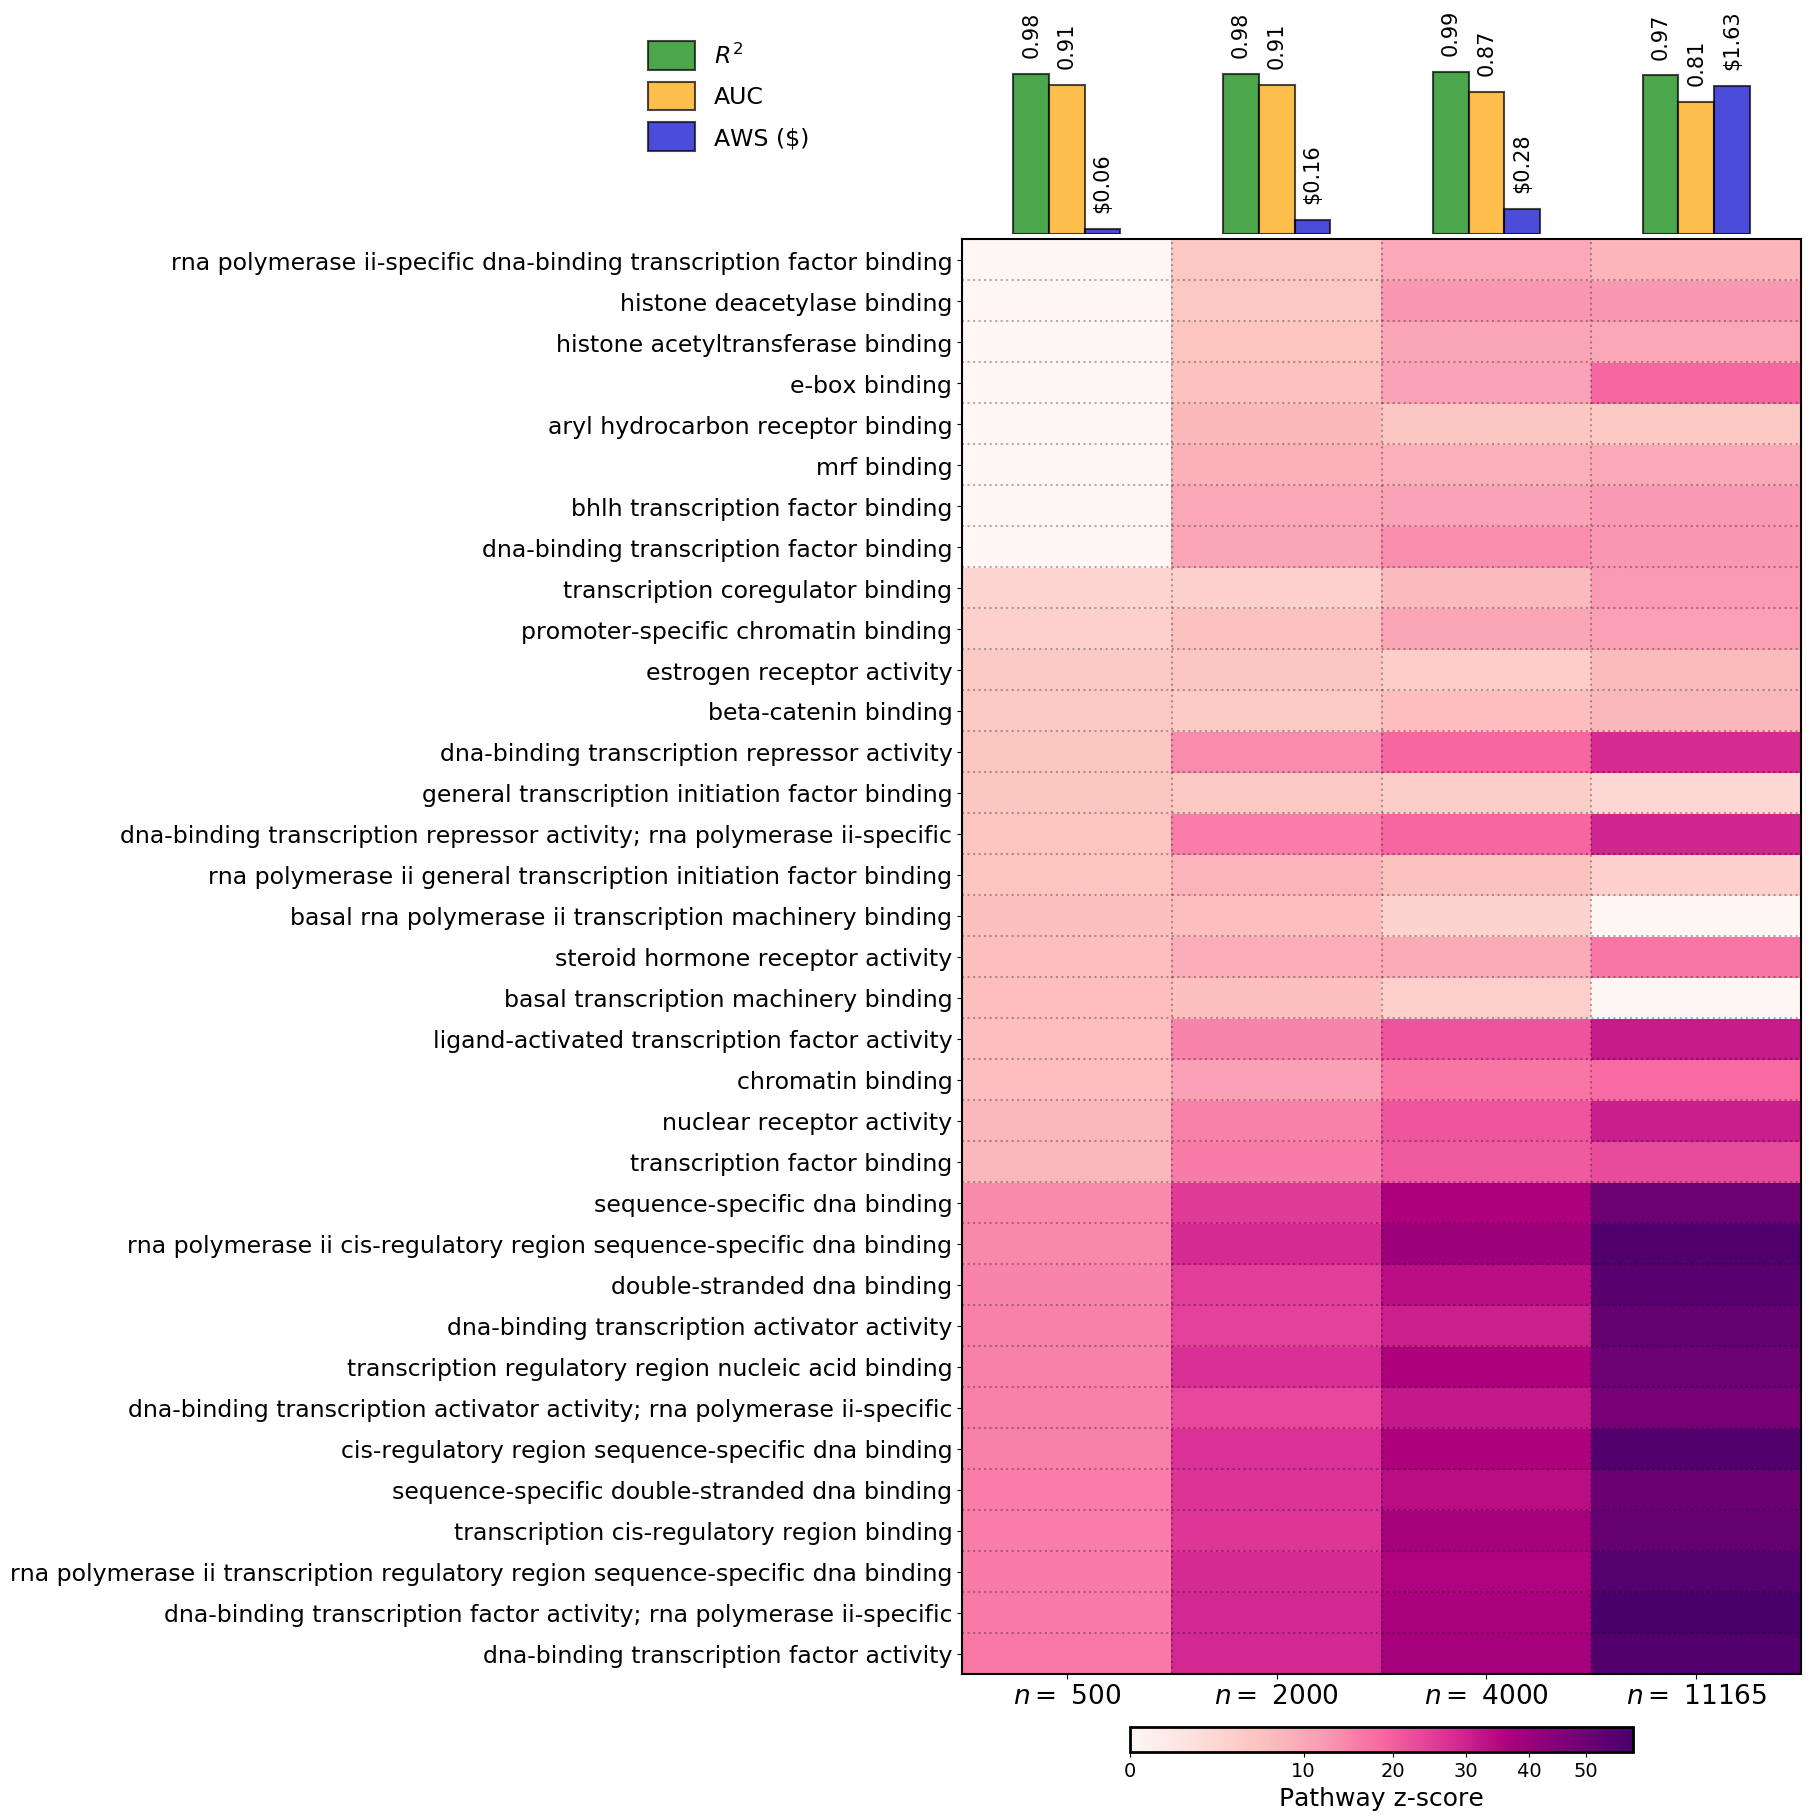 R²
AUC
AWS ($)
0.98
0.91
$0.06
0.98
0.91
$0.16
0.99
0.87
$0.28
0.97
0.81
$1.63
rna polymerase ii-specific dna-binding transcription factor binding
histone deacetylase binding
histone acetyltransferase binding
e-box binding
aryl hydrocarbon receptor binding
mrf binding
bhlh transcription factor binding
dna-binding transcription factor binding
transcription coregulator binding
promoter-specific chromatin binding
estrogen receptor activity
beta-catenin binding
dna-binding transcription repressor activity
general transcription initiation factor binding
dna-binding transcription repressor activity; rna polymerase ii-specific
rna polymerase ii general transcription initiation factor binding
basal rna polymerase ii transcription machinery binding
steroid hormone receptor activity
basal transcription machinery binding
ligand-activated transcription factor activity
chromatin binding
nuclear receptor activity
transcription factor binding
sequence-specific dna binding
rna polymerase ii cis-regulatory region sequence-specific dna binding
double-stranded dna binding
dna-binding transcription activator activity
transcription regulatory region nucleic acid binding
dna-binding transcription activator activity; rna polymerase ii-specific
cis-regulatory region sequence-specific dna binding
sequence-specific double-stranded dna binding
transcription cis-regulatory region binding
rna polymerase ii transcription regulatory region sequence-specific dna binding
dna-binding transcription factor activity; rna polymerase ii-specific
dna-binding transcription factor activity
n = 500 n = 2000 n = 4000 n = 11165
0 10 20 30 40 50
Pathway z-score